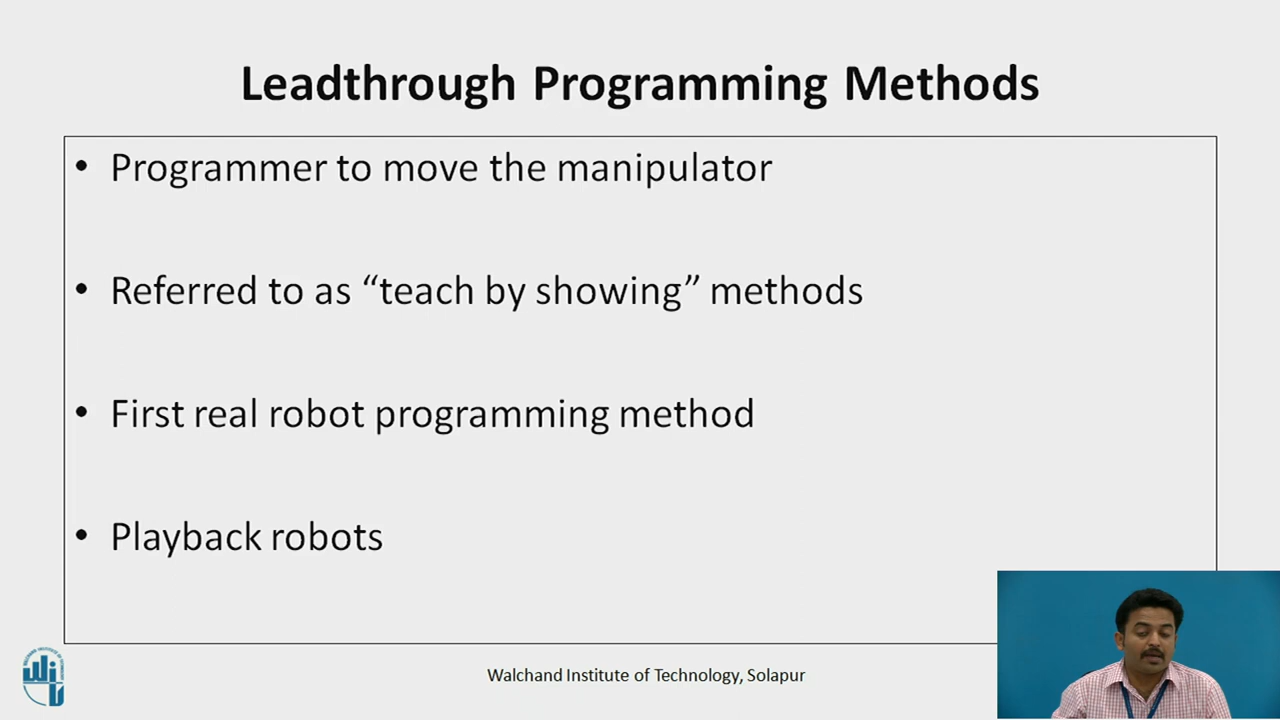 Leadthrough Programming Methods
• Programmer to move the manipulator
• Referred to as “teach by showing” methods
• First real robot programming method
• Playback robots
Walchand Institute of Technology, Solapur